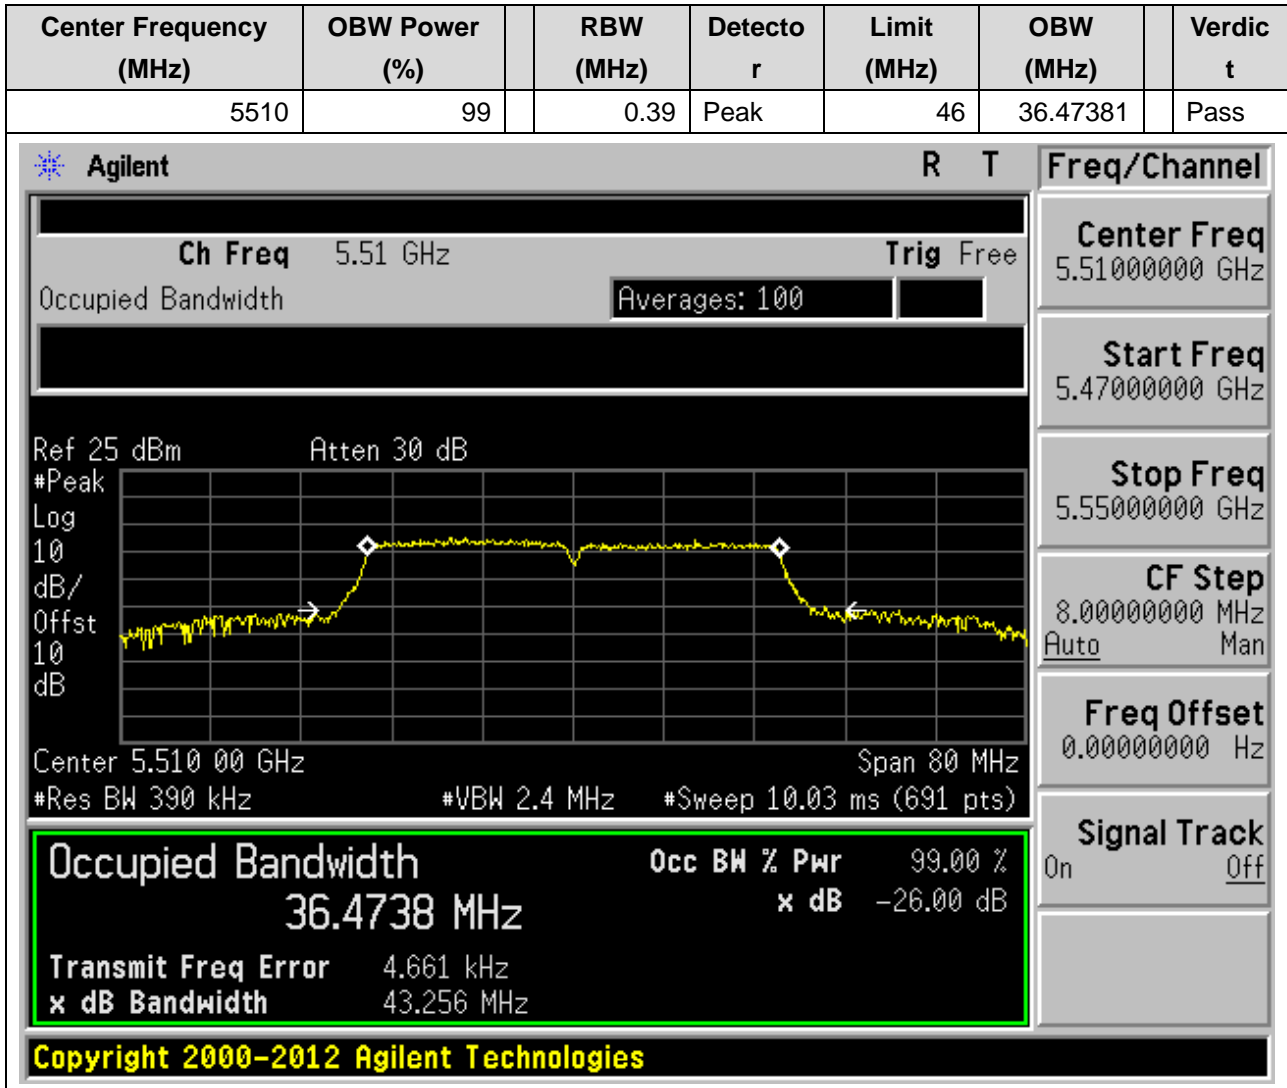 Center Frequency OBW Power RBW Detecto Limit OBW Verdic
(MHz) (%) (MHz) r (MHz) (MHz) t
5510 99 0.39 Peak 46 36.47381 Pass
Agilent R T Freq/Channel
Ch Freq 5.51 GHz Trig Free
Occupied Bandwidth Averages: 100
Center Freq
5.51000000 GHz
Start Freq
5.47000000 GHz
Stop Freq
5.55000000 GHz
CF Step
8.00000000 MHz
Auto Man
Freq Offset
0.00000000 Hz
Signal Track
On Off
Ref 25 dBm Atten 30 dB
#Peak
Log
10
dB/
Offst
10
dB
Center 5.510 00 GHz Span 80 MHz
#Res BW 390 kHz #VBW 2.4 MHz #Sweep 10.03 ms (691 pts)
Occupied Bandwidth Occ BW % Pwr 99.00 %
36.4738 MHz x dB -26.00 dB
Transmit Freq Error 4.661 kHz
x dB Bandwidth 43.256 MHz
Copyright 2000-2012 Agilent Technologies